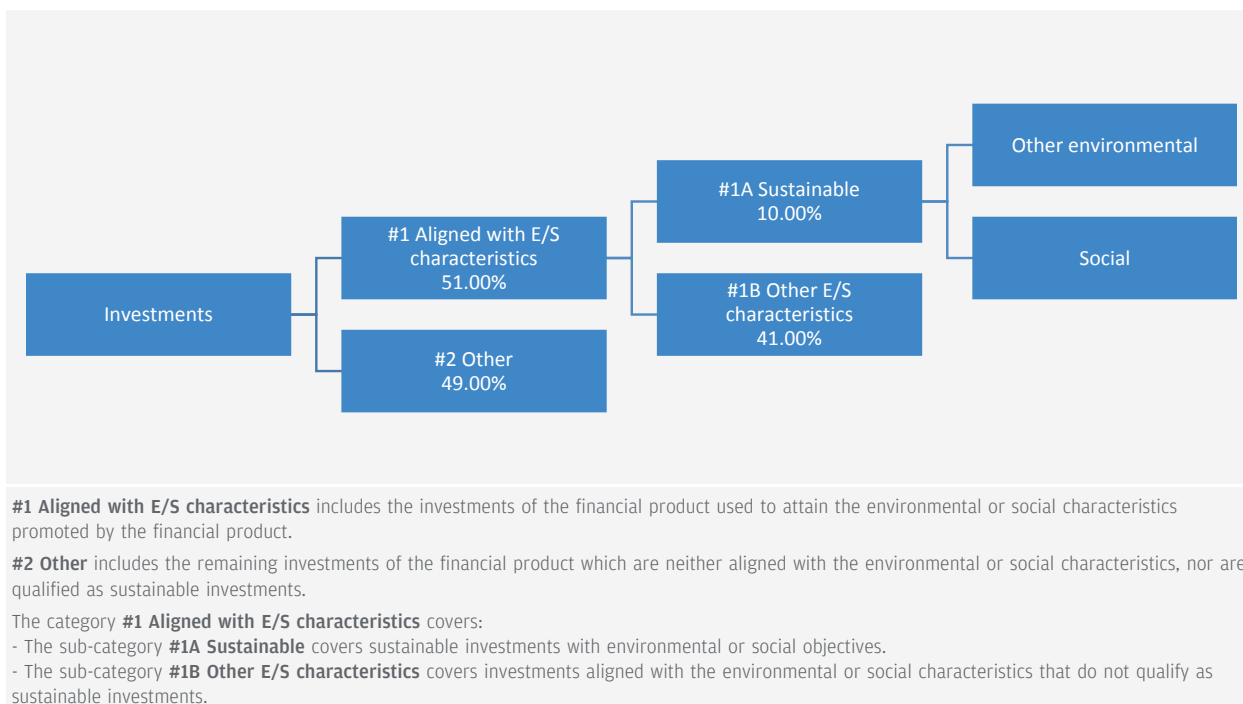 Other environmental
#1A Sustainable
10.00%
#1 Aligned with E/S
characteristics
51.00%
Social
#1B Other E/S
characteristics
41.00%
Investments
#2 Other
49.00%
#1 Aligned with E/S characteristics includes the investments of the financial product used to attain the environmental or social characteristics
promoted by the financial product.
#2 Other includes the remaining investments of the financial product which are neither aligned with the environmental or social characteristics, nor are
qualified as sustainable investments.
The category #1 Aligned with E/S characteristics covers:
- The sub-category #1A Sustainable covers sustainable investments with environmental or social objectives.
- The sub-category #1B Other E/S characteristics covers investments aligned with the environmental or social characteristics that do not qualify as
sustainable investments.